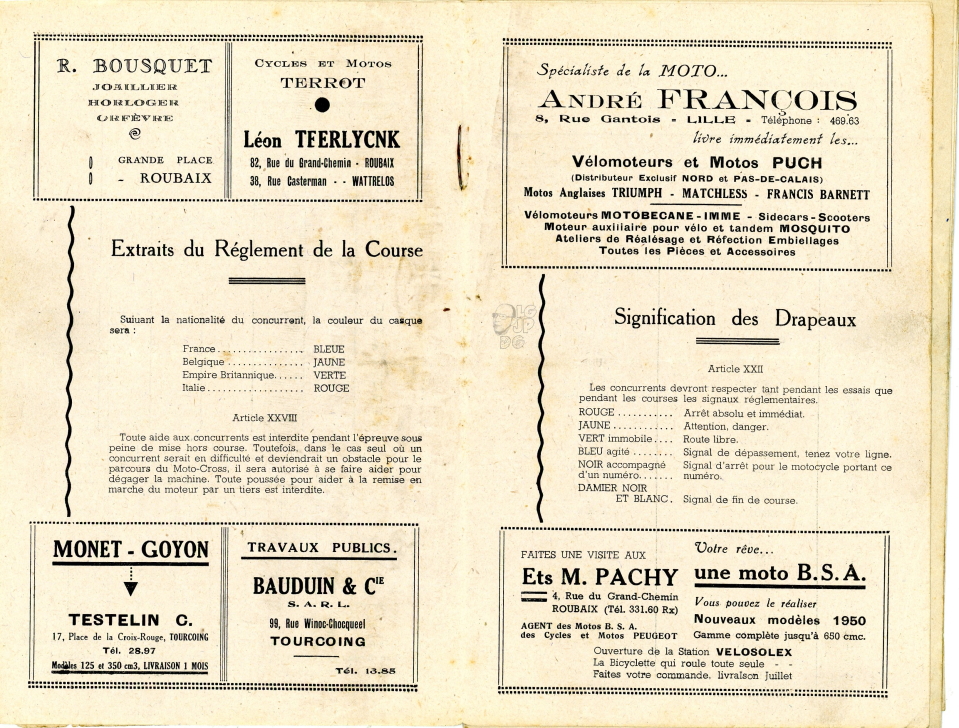 R. BOUSQUET
JOAILLIER
HORLOGER
ORFÈVRE
GRANDE PLACE
- ROUBAIX
CYCLES ET MOTOS
TERROT
Léon TFERLYCNK
82, Rue du Grand-Chemin - ROUBAIX
38, Rue Casterman - - WATTRELOS
Extraits du Réglement de la Course
Suiuant la nationalité du concurrent, la couleur du casque
sera :
France................ BLEUE
Belgique.............. JAUNE
Empire Britannique...... VERTE
Italie.................. ROUGE
Article XXVIII
Toute aide aux concurrents est interdite pendant l'épreuve sous
peine de mise hors course. Toutefois, dans le cas seul où un
concurrent serait en difficulté et deviendrait un obstacle pour le
parcours du Moto-Cross, il sera autorisé à se faire aider pour
dégager la machine. Toute poussée pour aider à la remise en
marche du moteur par un tiers est interdite.
MONET - GOYON
TESTELIN C.
17, Place de la Croix-Rouge, TOURCOING
Tél. 28.97
Modèles 125 et 350 cm3, LIVRAISON 1 MOIS
TRAVAUX PUBLICS.
BAUDUIN & CIE
S. A. R. L.
99, Rue Winoc-Chocqueel
TOURCOING
Tél. 13.85
Spécialiste de la MOTO...
ANDRÉ FRANÇOIS
8, Rue Gantois - LILLE - Téléphone : 469.63
livre immédiatement les...
Vélomoteurs et Motos PUCH
(Distributeur Exclusif NORD et PAS-DE-CALAIS)
Motos Anglaises TRIUMPH - MATCHLESS - FRANCIS BARNETT
Vélomoteurs MOTOBECANE-IMME - Sidecars-Scooters
Moteur auxiliaire pour vélo et tandem MOSQUITO
Ateliers de Réalésage et Réfection Embiellages
Toutes les Pièces et Accessoires
Signification des Drapeaux
Article XXII
Les concurrents devront respecter tant pendant les essais que
pendant les courses les signaux réglementaires.
ROUGE........... Arrêt absolu et immédiat.
JAUNE............ Attention, danger.
VERT immobile.... Route libre.
BLEU agité........ Signal de dépassement, tenez votre ligne.
NOIR accompagné Signal d'arrêt pour le motocycle portant ce
d'un numéro....... numéro.
DAMIER NOIR
ET BLANC. Signal de fin de course.
FAITES UNE VISITE AUX
Ets M. PACHY
4, Rue du Grand-Chemin
ROUBAIX (Tél. 331.60 Rx)
AGENT des Motos B. S. A.
des Cycles et Motos PEUGEOT
Votre rêve...
une moto B.S.A.
Vous pouvez le réaliser
Nouveaux modèles 1950
Gamme complète jusqu'à 650 cmc.
Ouverture de la Station VELOSOLEX
La Bicyclette qui roule toute seule - -
Faites votre commande, livraison Juillet